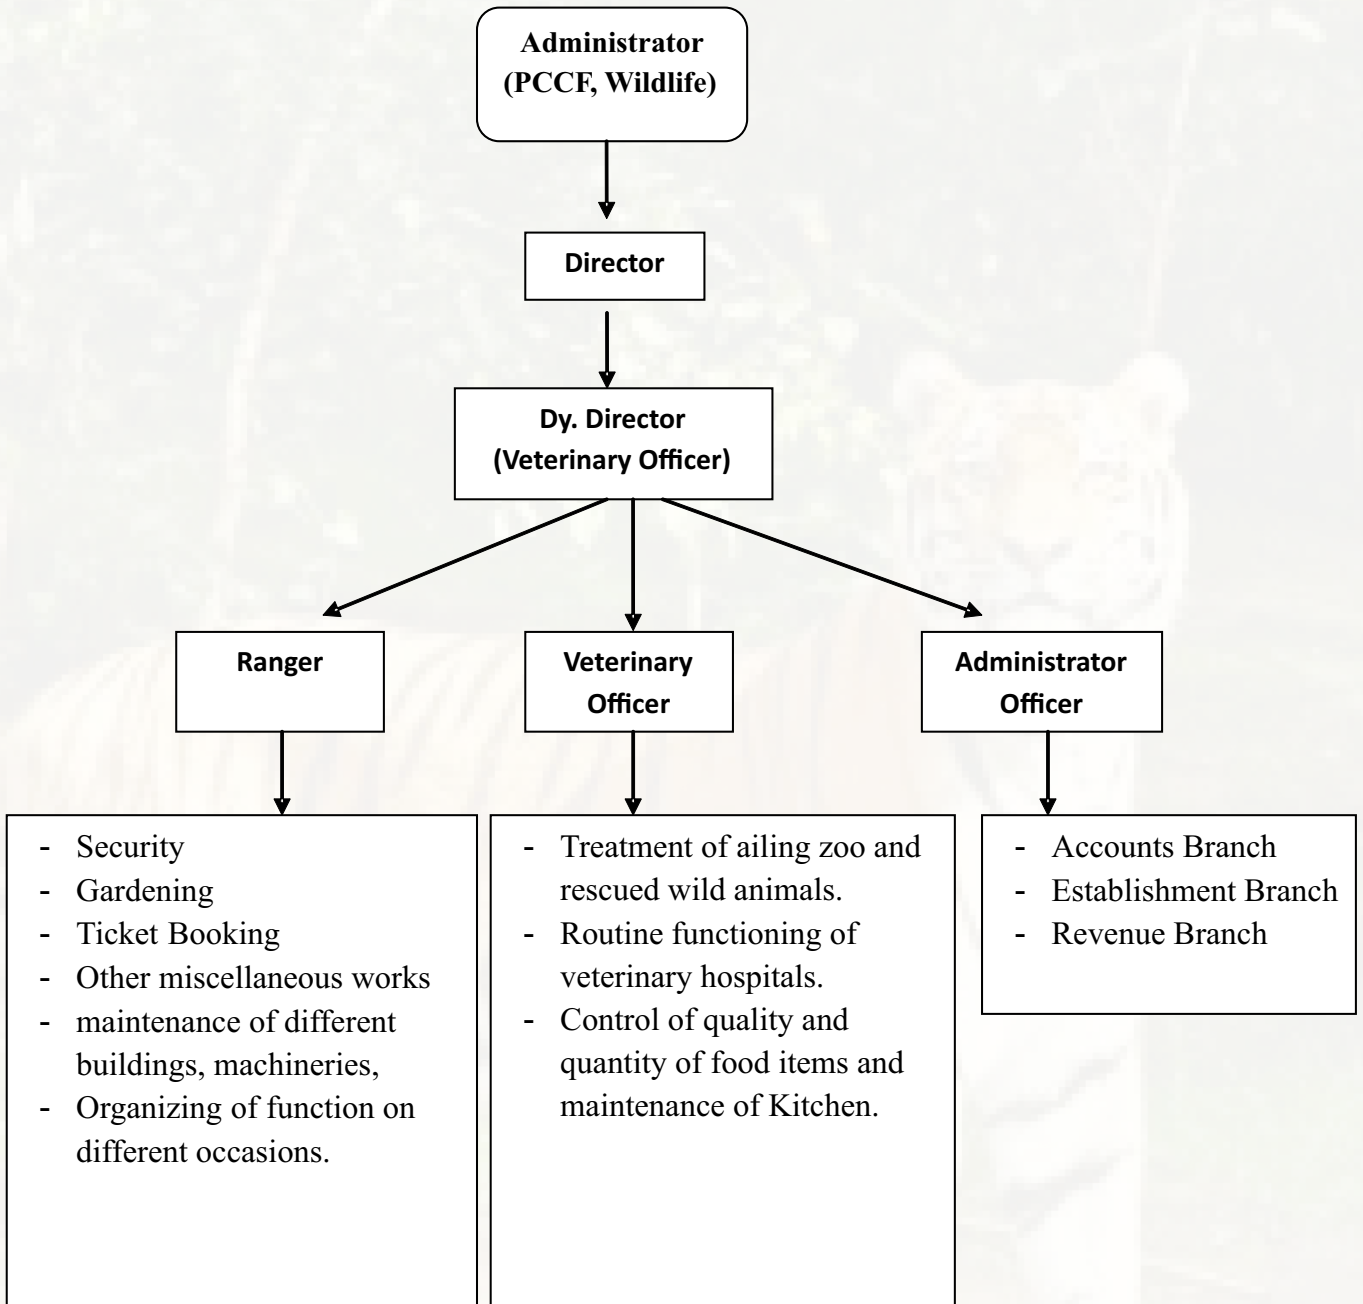 Administrator
(PCCF, Wildlife)
Director
Dy. Director
(Veterinary Officer)
Ranger
Veterinary
Officer
Administrator
Officer
- Security
- Gardening
- Ticket Booking
- Other miscellaneous works
- maintenance of different
buildings, machineries,
- Organizing of function on
different occasions.
- Treatment of ailing zoo and
rescued wild animals.
- Routine functioning of
veterinary hospitals.
- Control of quality and
quantity of food items and
maintenance of Kitchen.
- Accounts Branch
- Establishment Branch
- Revenue Branch